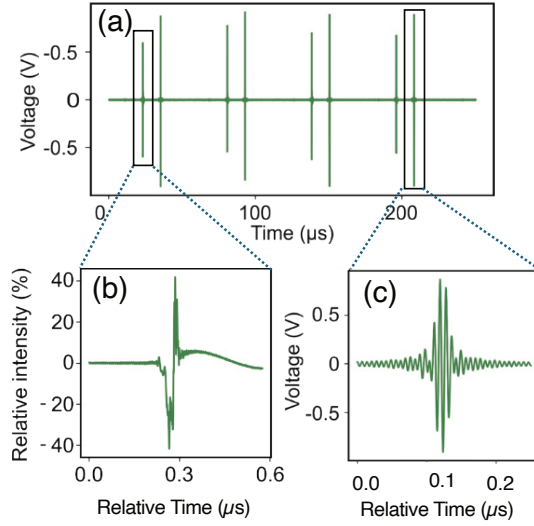 (a)
Voltage (V)
-0.5
0
-0.5
0
100
200
Time (µs)
(b)
Relative intensity (%)
40
20
0
- 20
- 40
0.0
0.3
0.6
Relative Time (µs)
(c)
Voltage (V)
0.5
0
-0.5
0.0
0.1
0.2
Relative Time (µs)